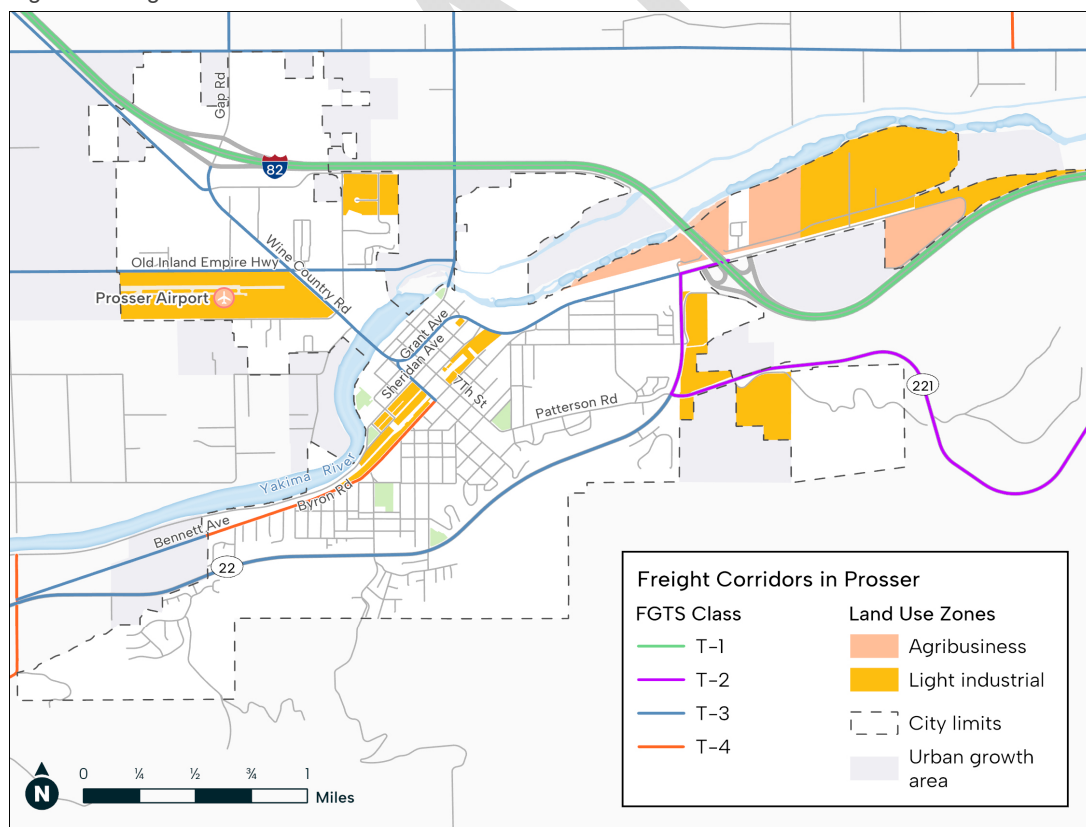 Gap Rd
82
Wine Country Rd
Old Inland Empire Hwy
Prosser Airport
Grant Ave
Sheridan Ave
7Th St
Patterson Rd
221
Yakima River
Byron Rd
Bennett Ave
22
Freight Corridors in Prosser
FGTS Class
T-1
T-2
T-3
T-4
Land Use Zones
Agribusiness
Light industrial
City limits
Urban growth
area
N
0 ¼ ½ ¾ 1
Miles